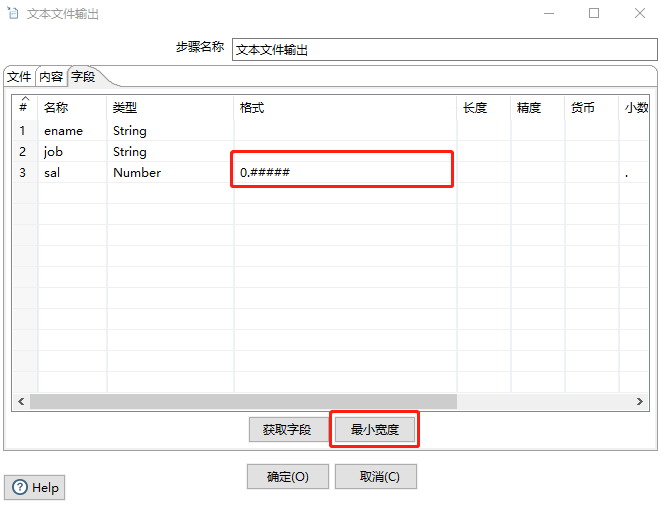 文本文件输出
步骤名称 文本文件输出
文件 内容 字段
# 名称 类型 格式 长度 精度 货币 小数
1 ename String
2 job String
3 sal Number 0.##### .
获取字段 最小宽度
确定(O) 取消(C)
Help